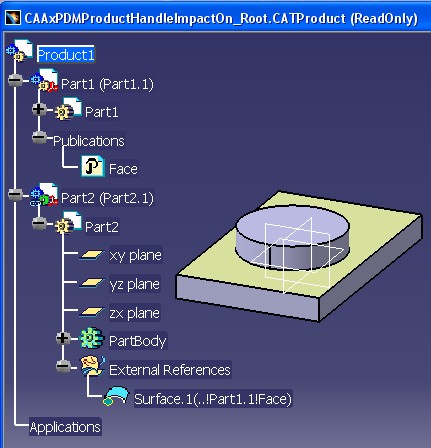 CAAxPDMProductHandleImpactOn_Root.CATProduct (ReadOnly)
Product1
Part1 (Part1.1)
Part1
Publications
Face
Part2 (Part2.1)
Part2
xy plane
yz plane
zx plane
PartBody
External References
Surface.1(..!Part1.1!Face)
Applications